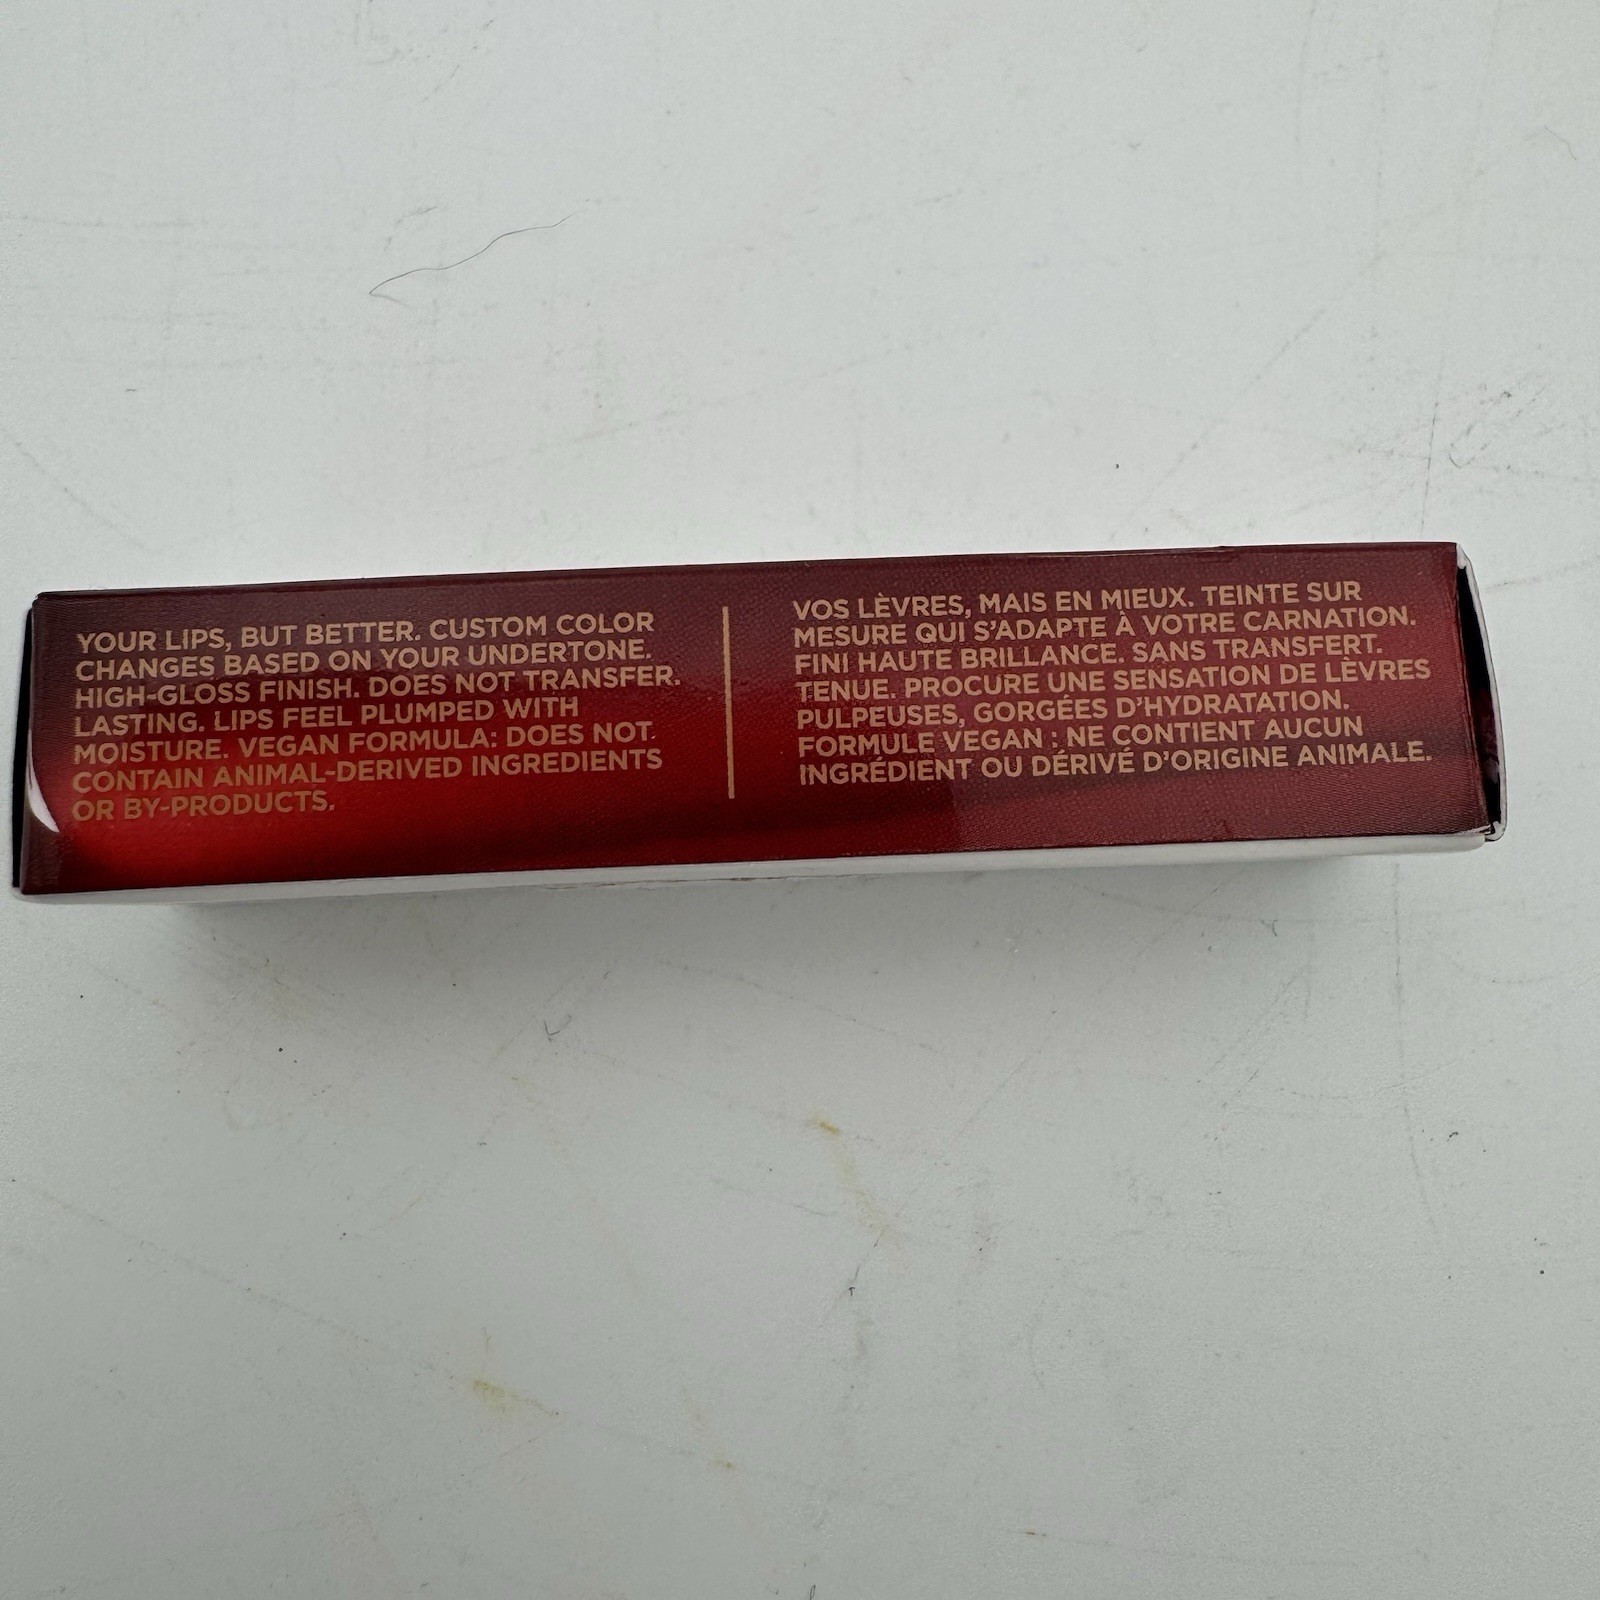 YOUR LIPS, BUT BETTER. CUSTOM COLOR
CHANGES BASED ON YOUR UNDERTONE.
HIGH-GLOSS FINISH. DOES NOT TRANSFER.
LASTING. LIPS FEEL PLUMPED WITH
MOISTURE. VEGAN FORMULA: DOES NOT
CONTAIN ANIMAL-DERIVED INGREDIENTS
OR BY-PRODUCTS.
VOS LÈVRES, MAIS EN MIEUX. TEINTE SUR
MESURE QUI S'ADAPTE À VOTRE CARNATION.
FINI HAUTE BRILLANCE. SANS TRANSFERT.
TENUE. PROCURE UNE SENSATION DE LÈVRES
PULPEUSES, GORGÉES D'HYDRATATION.
FORMULE VEGAN : NE CONTIENT AUCUN
INGRÉDIENT OU DÉRIVÉ D'ORIGINE ANIMALE.